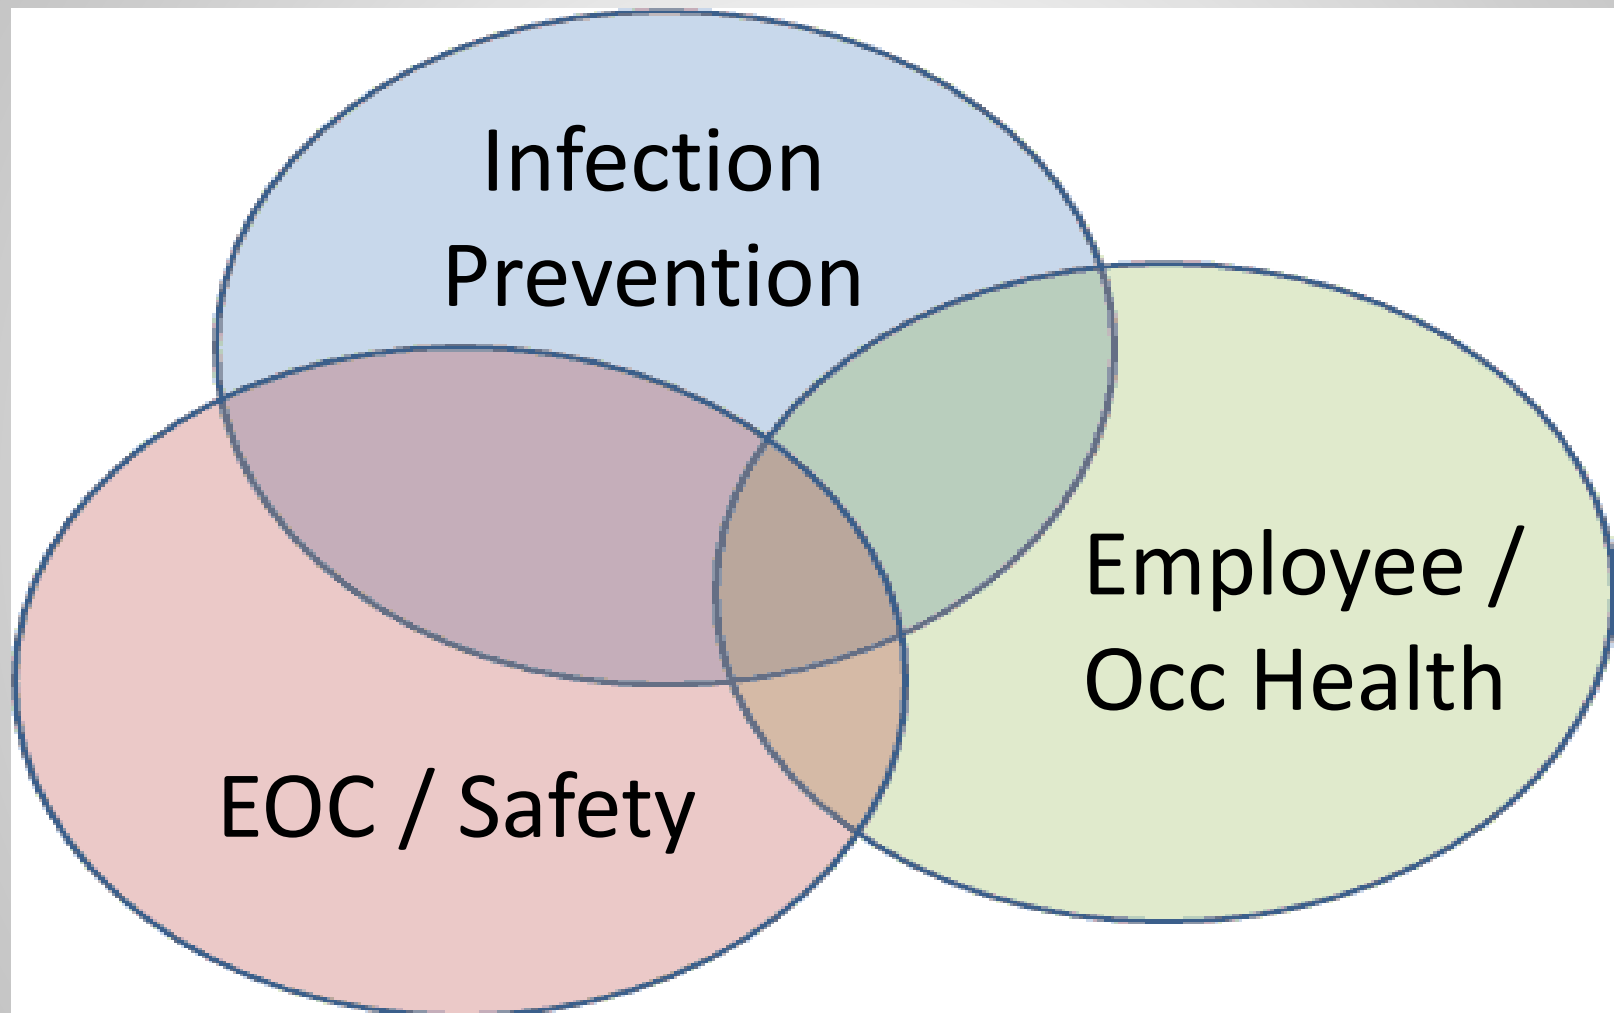 Infection
Prevention
Employee /
Occ Health
EOC / Safety